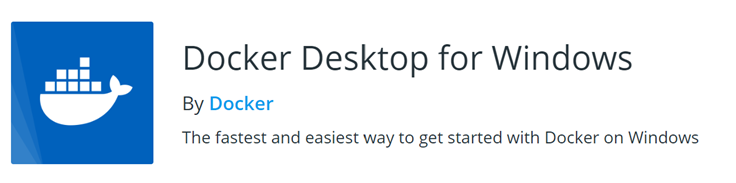 Docker Desktop for Windows
By Docker
The fastest and easiest way to get started with Docker on Windows